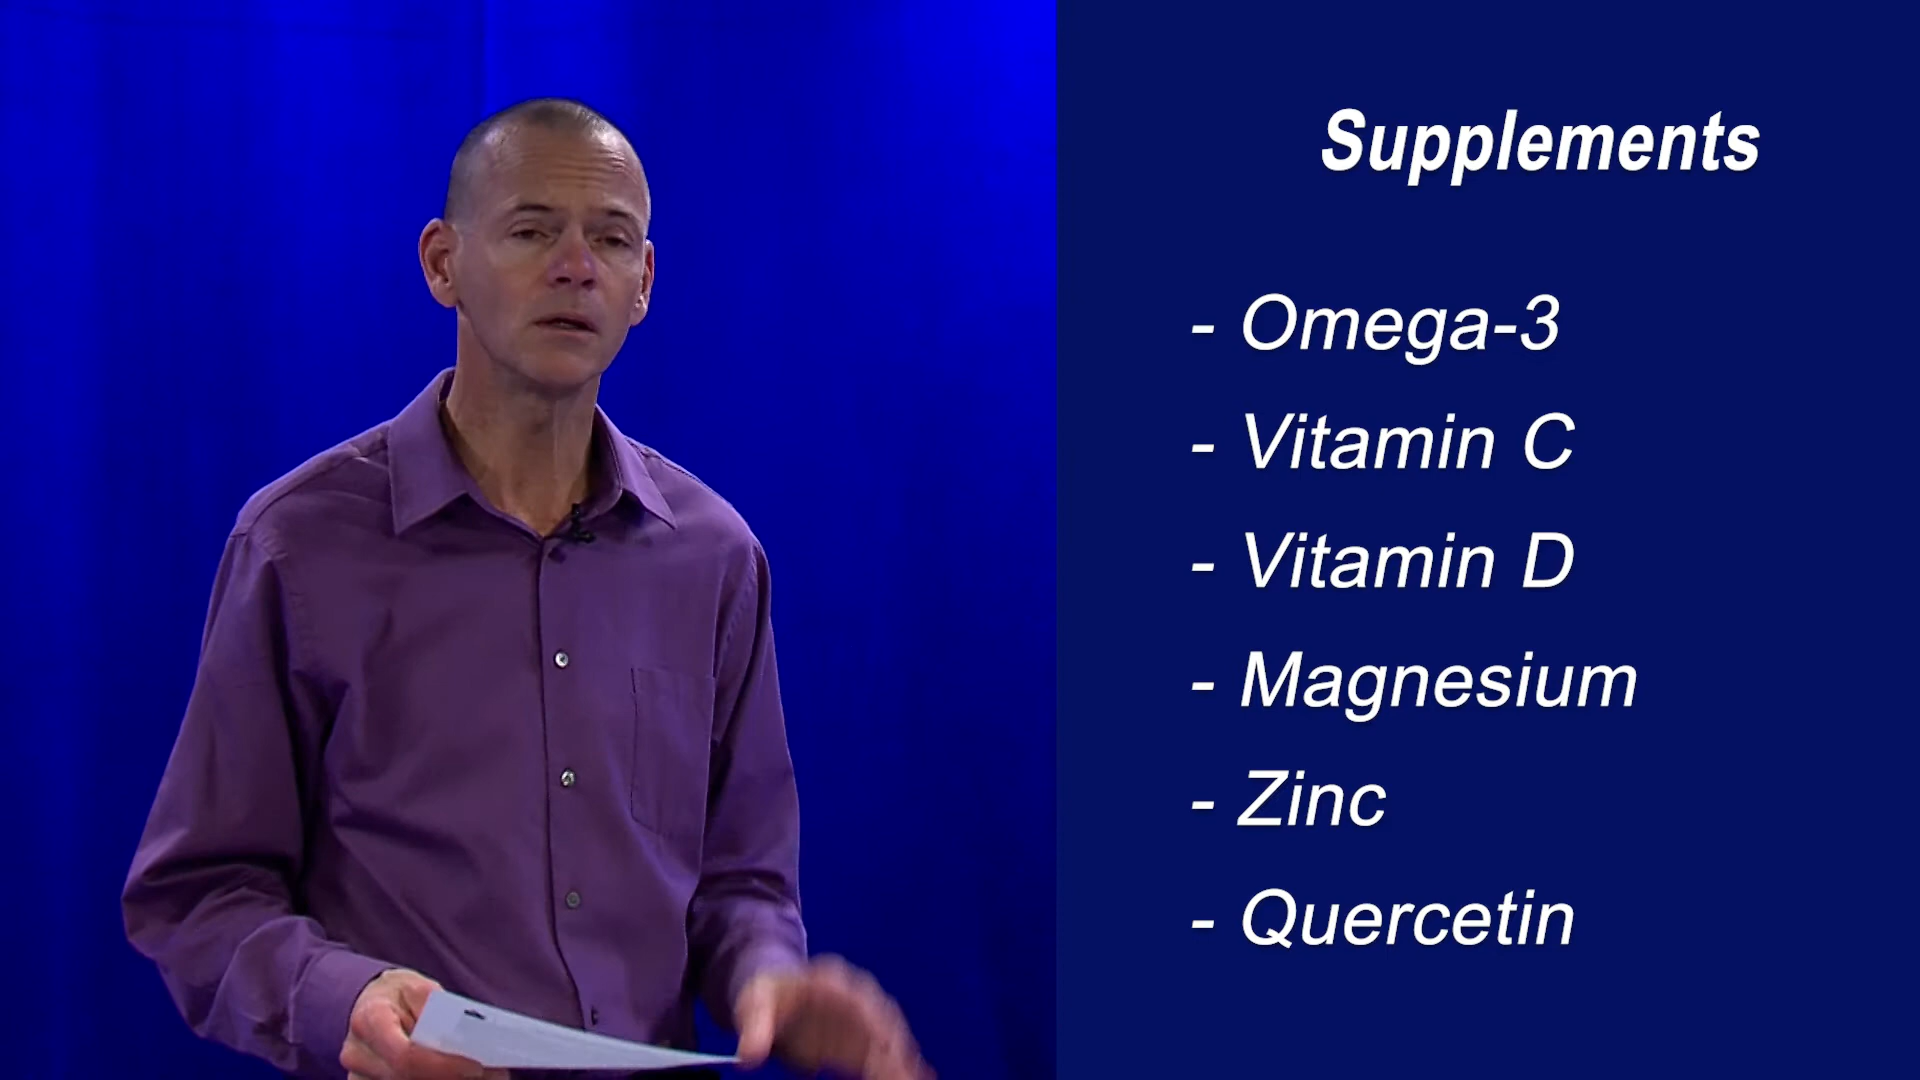 Supplements
- Omega-3
- Vitamin C
- Vitamin D
- Magnesium
- Zinc
- Quercetin